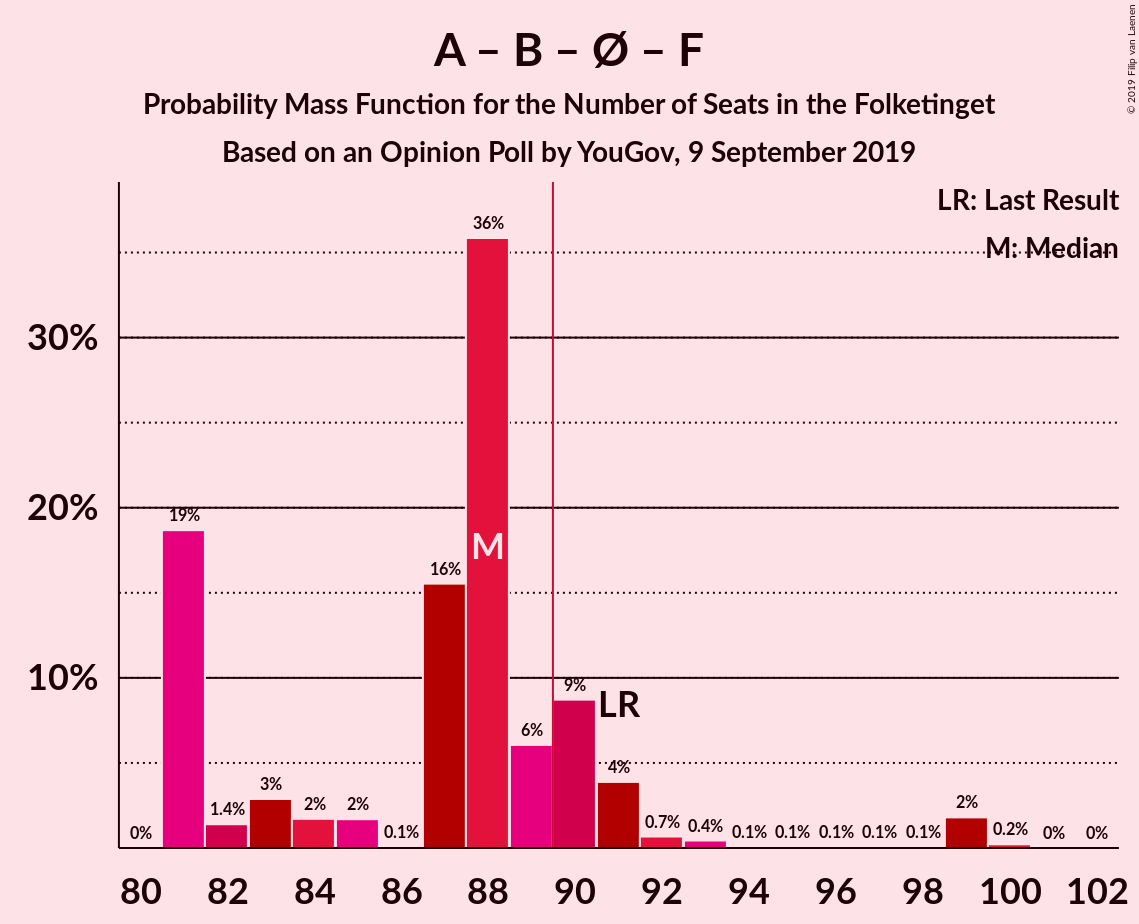 A – B – Ø – F
Probability Mass Function for the Number of Seats in the Folketinget
Based on an Opinion Poll by YouGov, 9 September 2019
© 2019 Filip van Laenen
LR: Last Result
M: Median
30%
20%
10%
0%
19%
1.4%
3%
2%
2%
0.1%
16%
36%
M
6%
9%
LR
4%
0.7%
0.4%
0.1%
0.1%
0.1%
0.1%
0.1%
2%
0.2%
0%
0%
80 82 84 86 88 90 92 94 96 98 100 102